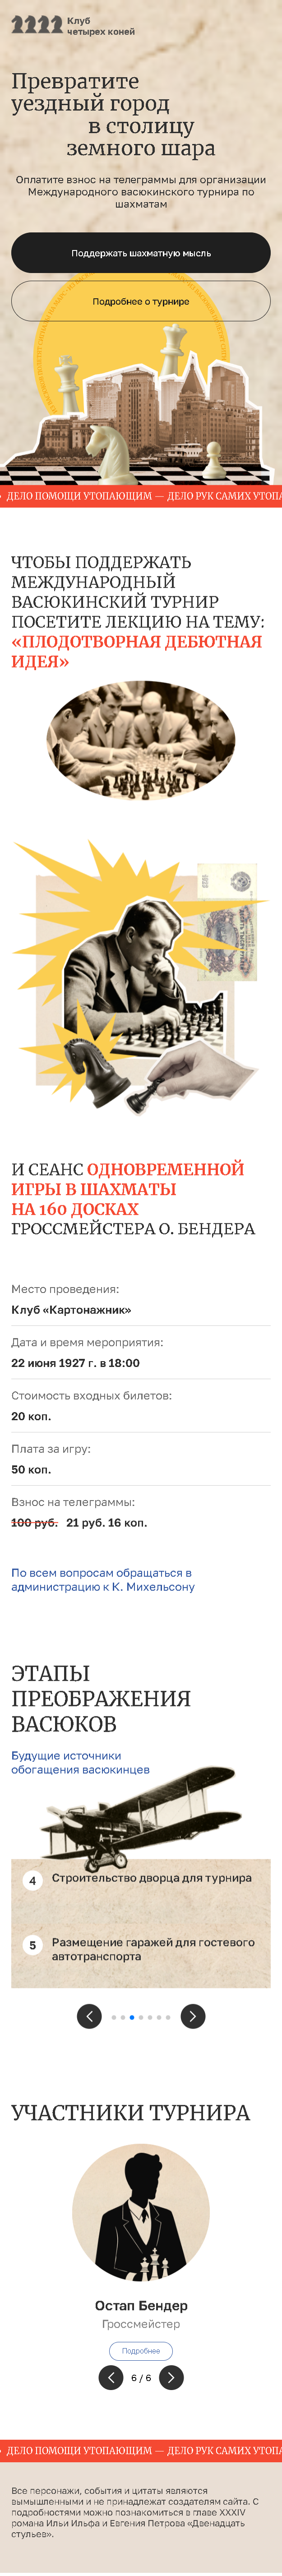 Клуб
четырех коней
Превратите
уездный город
в столицу
земного шара
Оплатите взнос на телеграммы для организации
Международного васюкинского турнира по
шахматам
Поддержать шахматную мысль
Подробнее о турнире
ДЕЛО ПОМОЩИ УТОПАЮЩИМ — ДЕЛО РУК САМИХ УТОПА
ЧТОБЫ ПОДДЕРЖАТЬ
МЕЖДУНАРОДНЫЙ
ВАСЮКИНСКИЙ ТУРНИР
ПОСЕТИТЕ ЛЕКЦИЮ НА ТЕМУ:
«ПЛОДОТВОРНАЯ ДЕБЮТНАЯ
ИДЕЯ»
И СЕАНС ОДНОВРЕМЕННОЙ
ИГРЫ В ШАХМАТЫ
НА 160 ДОСКАХ
ГРОССМЕЙСТЕРА О. БЕНДЕРА
Место проведения:
Клуб «Картонажник»
Дата и время мероприятия:
22 июня 1927 г. в 18:00
Стоимость входных билетов:
20 коп.
Плата за игру:
50 коп.
Взнос на телеграммы:
100 руб. 21 руб. 16 коп.
По всем вопросам обращаться в
администрацию к К. Михельсону
ЭТАПЫ
ПРЕОБРАЖЕНИЯ
ВАСЮКОВ
Будущие источники
обогащения васюкинцев
4 Строительство дворца для турнира
5 Размещение гаражей для гостевого
автотранспорта
УЧАСТНИКИ ТУРНИРА
Остап Бендер
Гроссмейстер
Подробнее
6 / 6
ДЕЛО ПОМОЩИ УТОПАЮЩИМ — ДЕЛО РУК САМИХ УТОПА
Все персонажи, события и цитаты являются
вымышленными и не принадлежат создателям сайта. С
подробностями можно познакомиться в главе XXXIV
романа Ильи Ильфа и Евгения Петрова «Двенадцать
стульев».